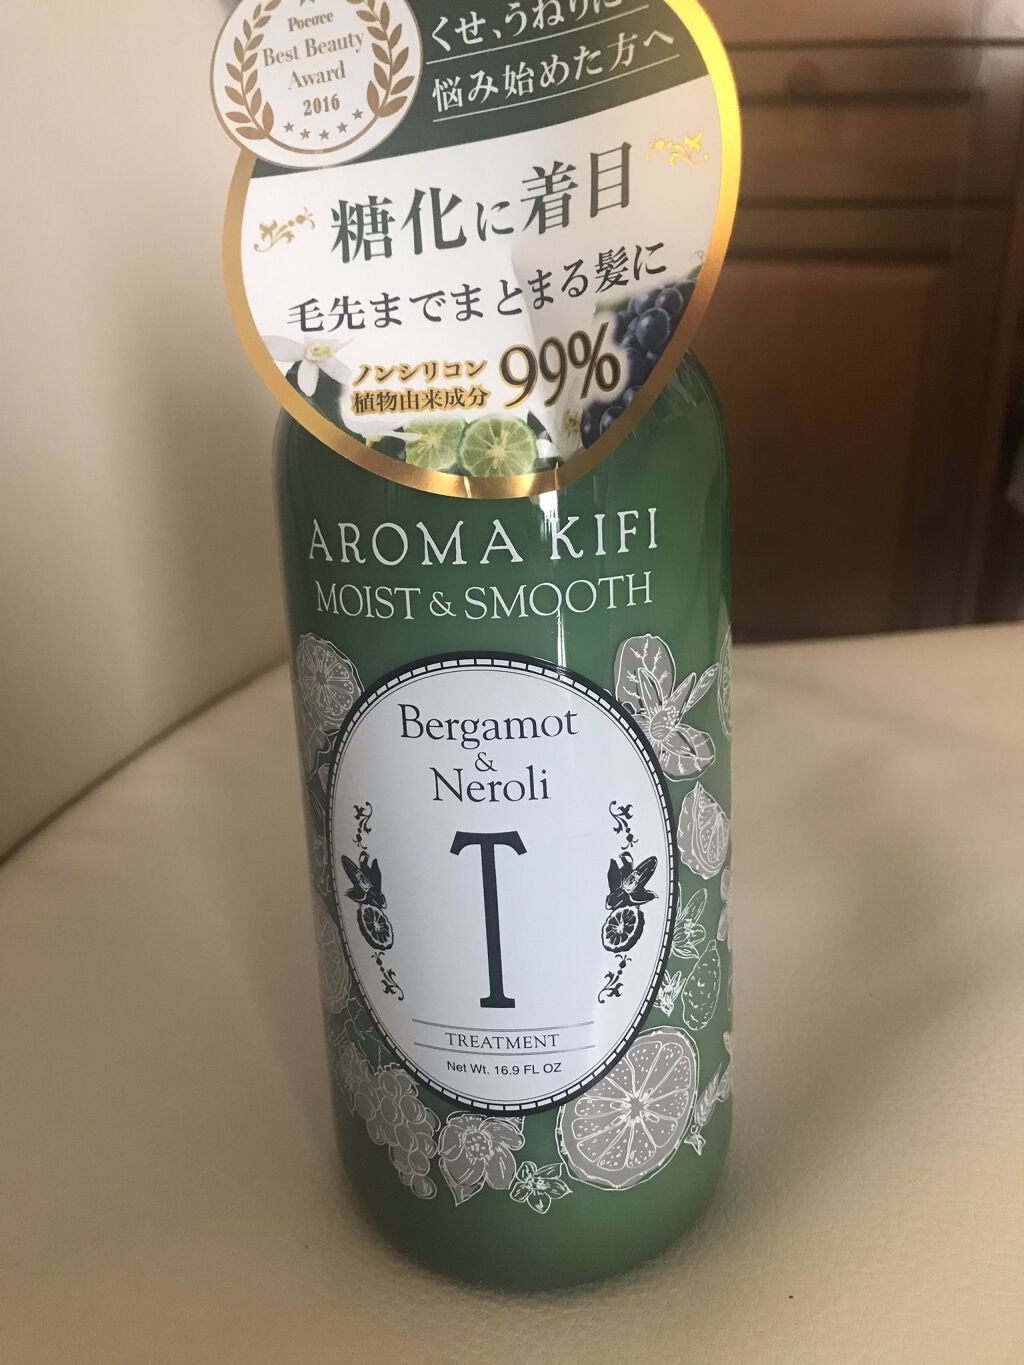 Pococe
Best Beauty
Award
2016
くせ、うねりに
悩み始めた方へ
糖化に着目
毛先までまとまる髪に
ノンシリコン
植物由来成分 99%
AROMA KIFI
MOIST & SMOOTH
Bergamot
&
Neroli
T
TREATMENT
Net Wt. 16.9 FL OZ